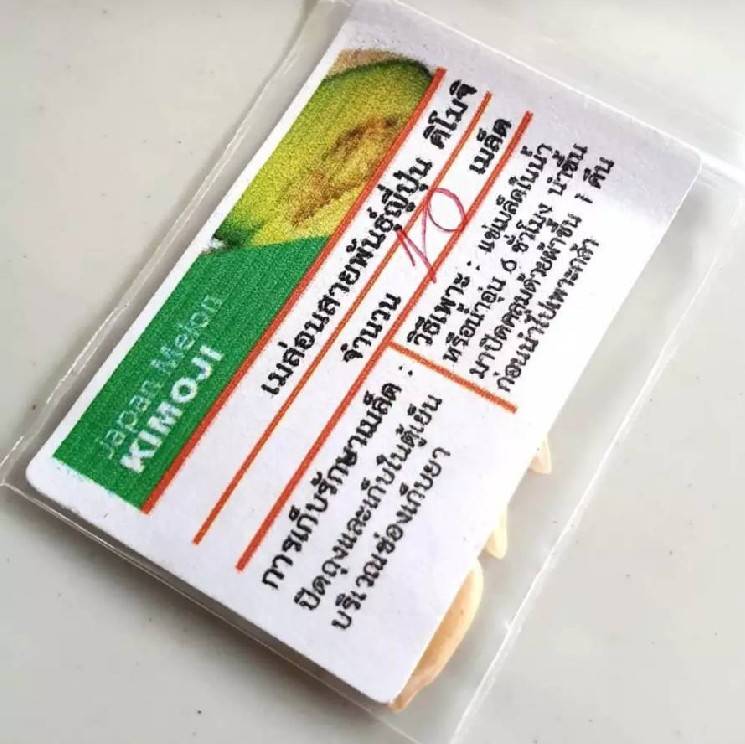 Japan Melon
KIMOJI
เมล่อนสายพันธุ์ญี่ปุ่น คิโมจิ
จำนวน 10 เมล็ด
การเก็บรักษาเมล็ด :
ปิดถุงและเก็บในตู้เย็น
บริเวณช่องเก็บยา
วิธีเพาะ : แช่เมล็ดในน้ำ
หรือน้ำอุ่น 6 ชั่วโมง นำขึ้น
มาปิดคลุมด้วยผ้าชื้น 1 คืน
ก่อนนำไปเพาะกล้า